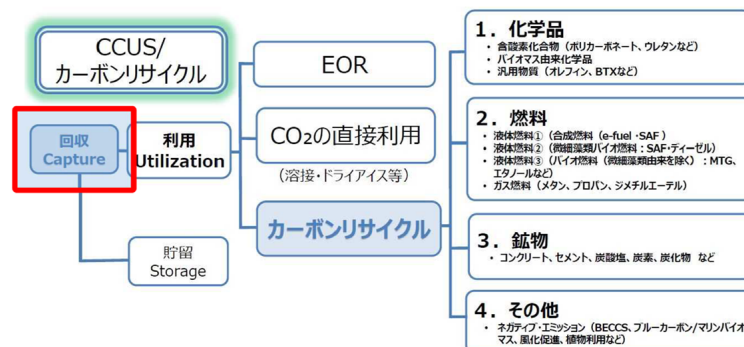 CCUS/
カーボンリサイクル
回収
Capture
利用
Utilization
貯留
Storage
EOR
CO₂の直接利用
(溶接・ドライアイス等)
カーボンリサイクル
1．化学品
・ 含酸素化合物（ポリカーボネート、ウレタンなど）
・ バイオマス由来化学品
・ 汎用物質（オレフィン、BTXなど）
2．燃料
・ 液体燃料①（合成燃料（e-fuel・SAF ）
・ 液体燃料②（微細藻類バイオ燃料：SAF・ディーゼル）
・ 液体燃料③（バイオ燃料（微細藻類由来を除く）：MTG、
エタノールなど）
・ ガス燃料（メタン、プロパン、ジメチルエーテル）
3．鉱物
・ コンクリート、セメント、炭酸塩、炭素、炭化物 など
4．その他
・ ネガティブ・エミッション（BECCS、ブルーカーボン/マリンバイオ
マス、風化促進、植物利用など）